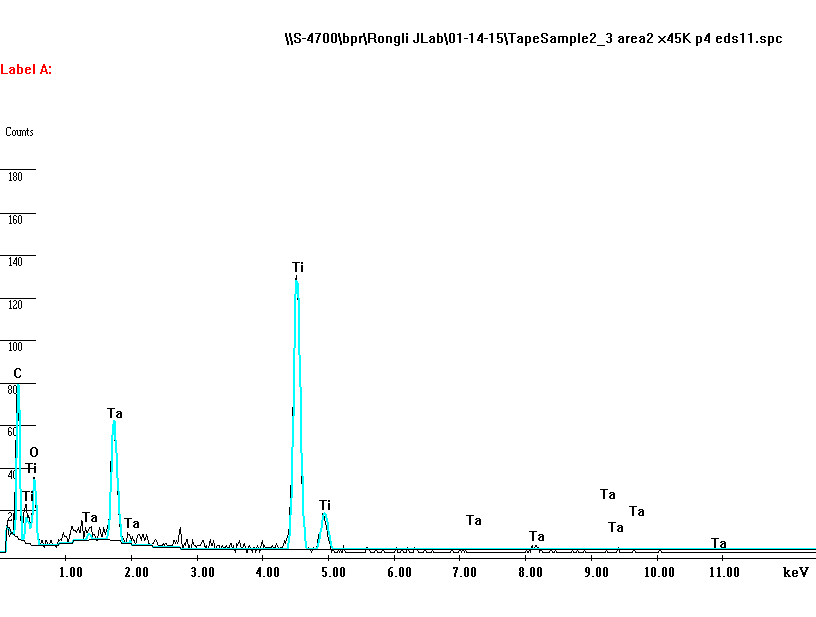 \\S-4700\bpr\Rongli JLab\01-14-15\TapeSample2_3 area2 x45K p4 eds11.spc
Label A:
Counts
180
160
140
Ti
120
100
C
80
Ta
60
O
Ti
40
Ti
Ti
20
Ta
Ta
Ta
Ta
Ta
Ta
Ta
Ta
1.00 2.00 3.00 4.00 5.00 6.00 7.00 8.00 9.00 10.00 11.00 keV